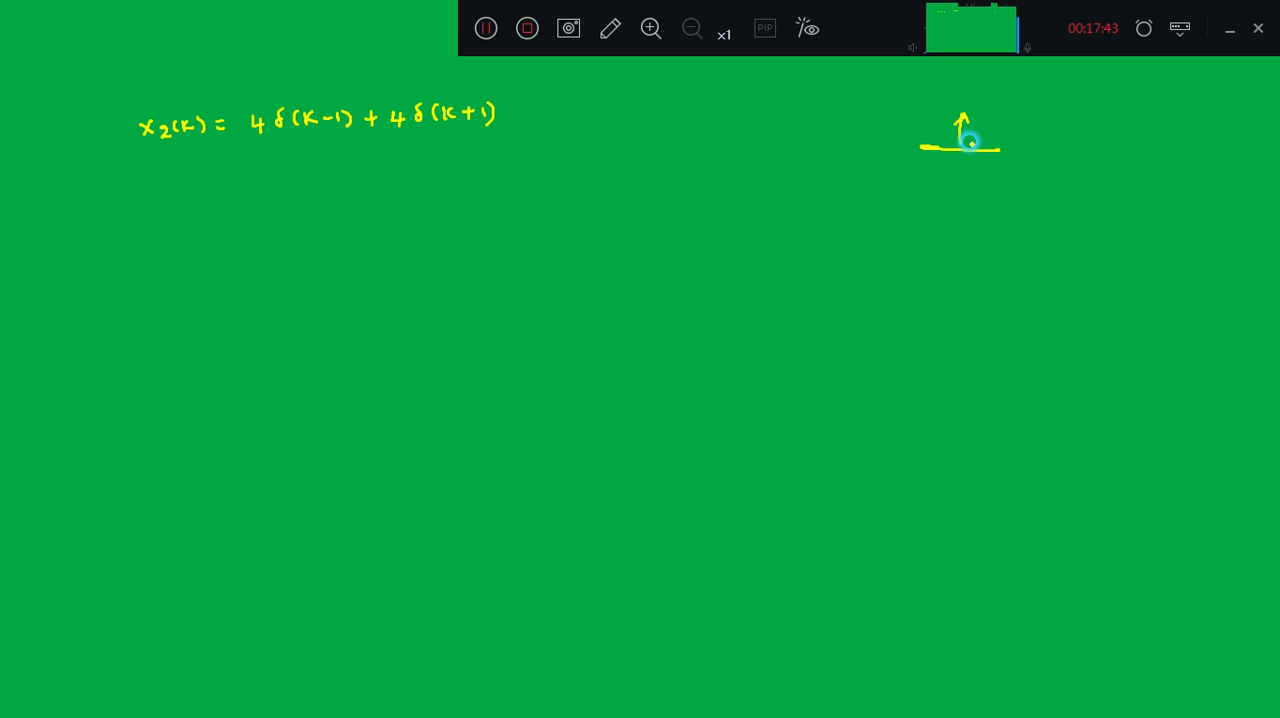 x1
PIP
00:17:43
x₂(k) = 4 δ(k-1) + 4 δ(k+1)